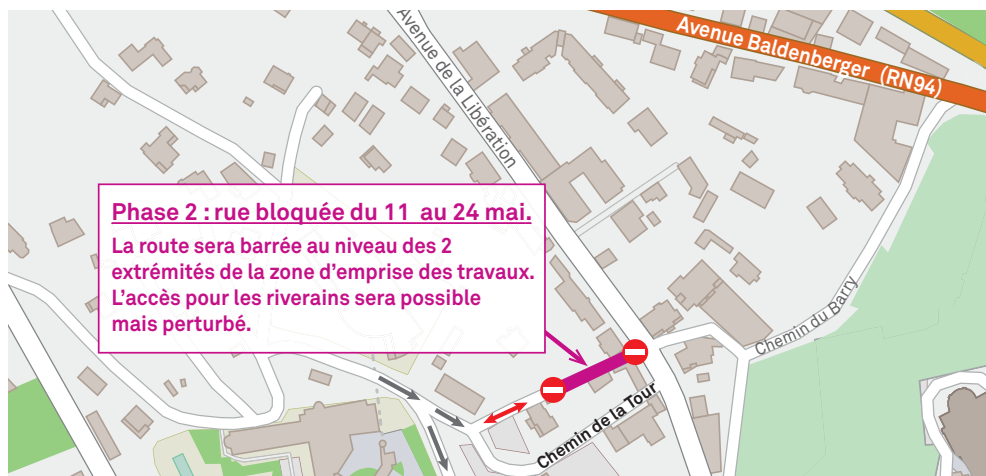 Avenue Baldenberger (RN94)
Avenue de la Libération
Phase 2 : rue bloquée du 11 au 24 mai.
La route sera barrée au niveau des 2
extrémités de la zone d'emprise des travaux.
L'accès pour les riverains sera possible
mais perturbé.
Chemin du Barry
Chemin de la Tour